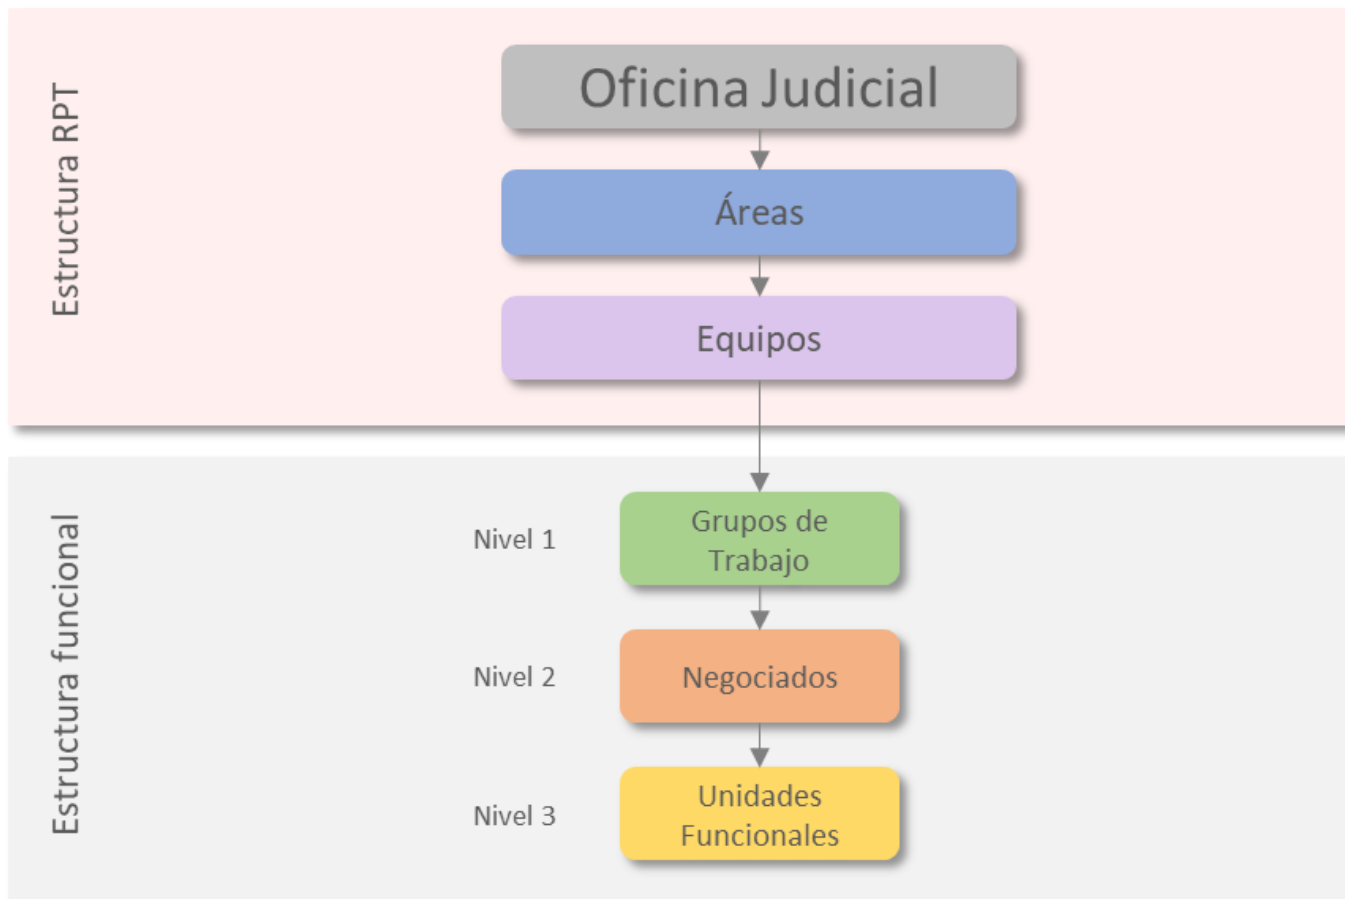 Estructura RPT
Oficina Judicial
Áreas
Equipos
Estructura funcional
Nivel 1
Grupos de
Trabajo
Nivel 2
Negociados
Nivel 3
Unidades
Funcionales